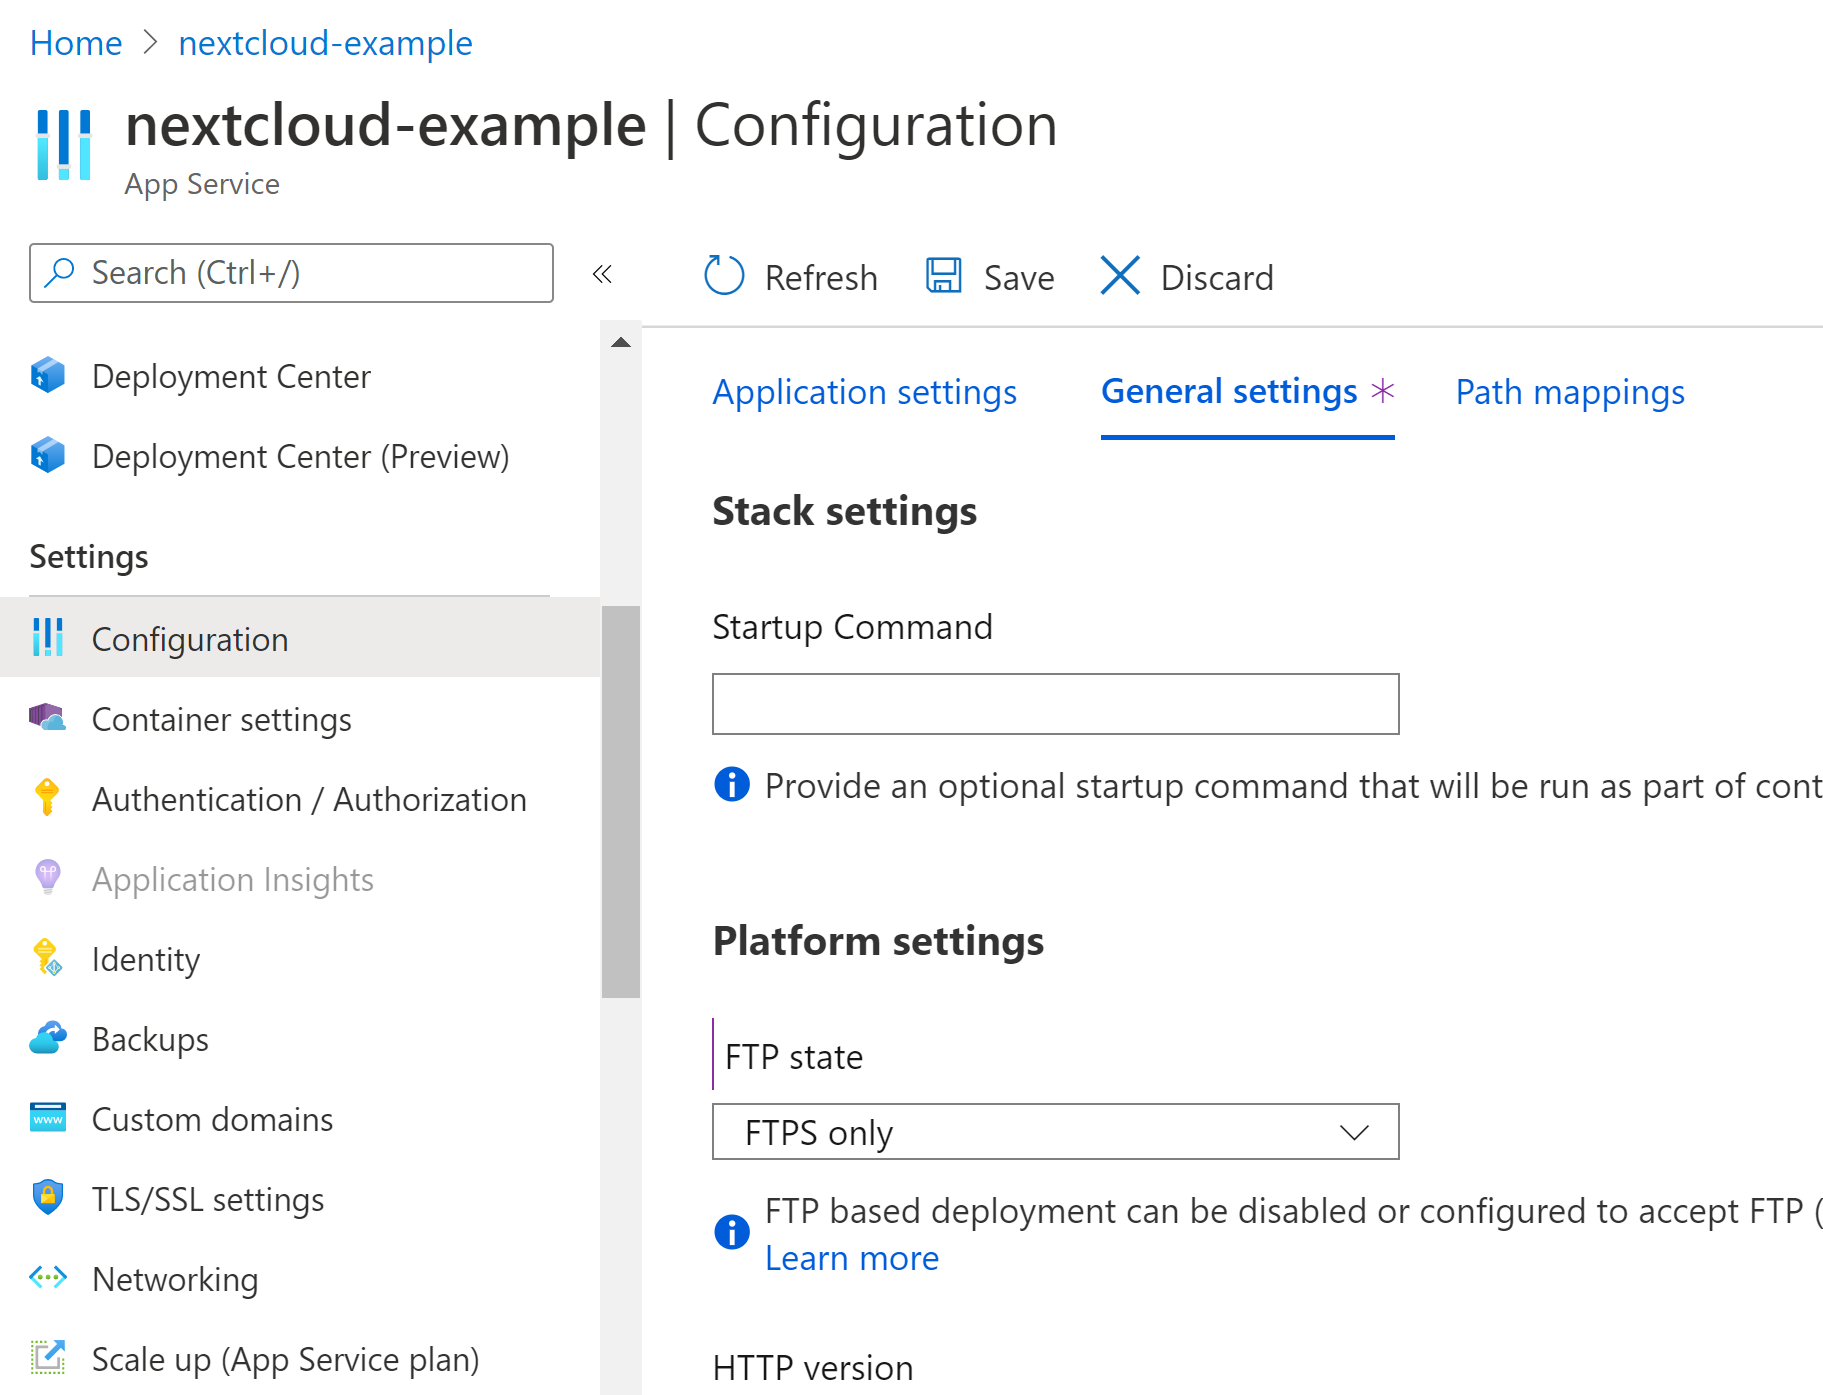 Home > nextcloud-example
nextcloud-example | Configuration
App Service
Search (Ctrl+/)
«
Deployment Center
Deployment Center (Preview)
Settings
Configuration
Container settings
Authentication / Authorization
Application Insights
Identity
Backups
www
Custom domains
TLS/SSL settings
Networking
Scale up (App Service plan)
Refresh Save Discard
Application settings General settings * Path mappings
Stack settings
Startup Command
Provide an optional startup command that will be run as part of cont
Platform settings
FTP state
FTPS only
FTP based deployment can be disabled or configured to accept FTP (
Learn more
HTTP version